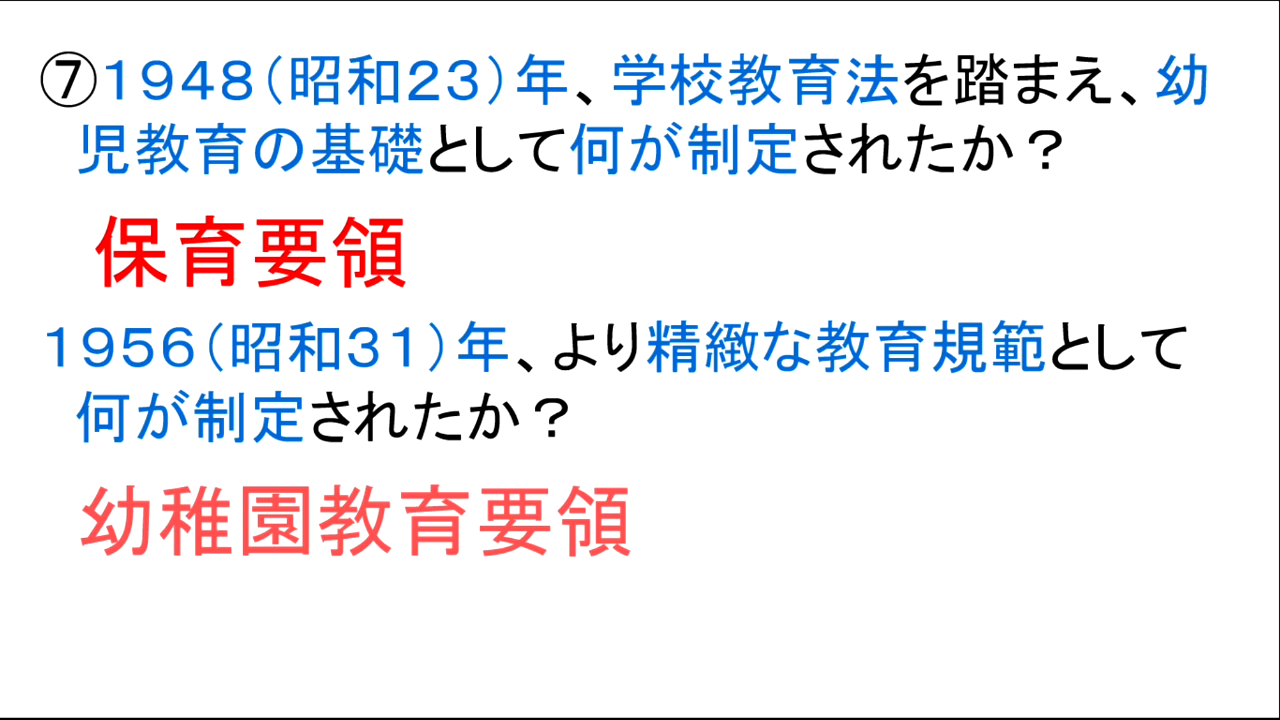 ⑦1948(昭和23)年、学校教育法を踏まえ、幼
児教育の基礎として何が制定されたか?
保育要領
1956(昭和31)年、より精緻な教育規範として
何が制定されたか?
幼稚園教育要領